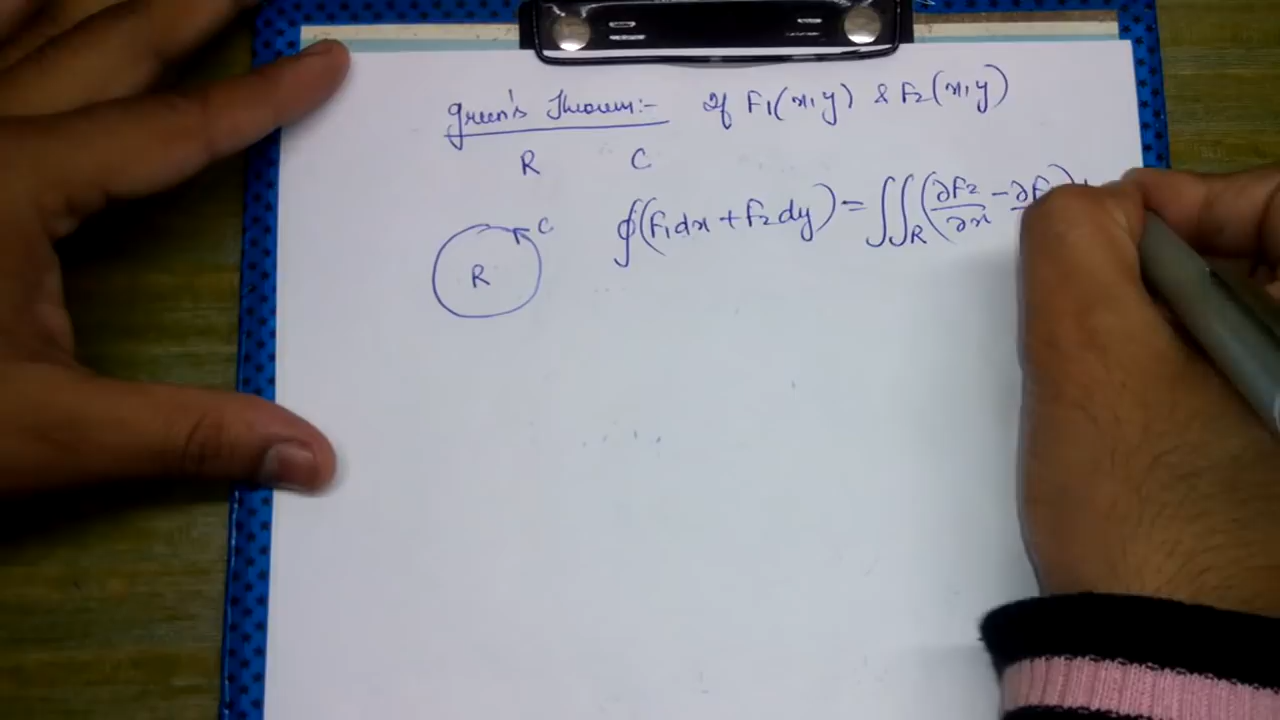 Green's Theorem:- If F1(x,y) & F2(x,y)
R C
∮(F1dx + F2dy) = ∬R (∂F2/∂x - ∂F
C
R